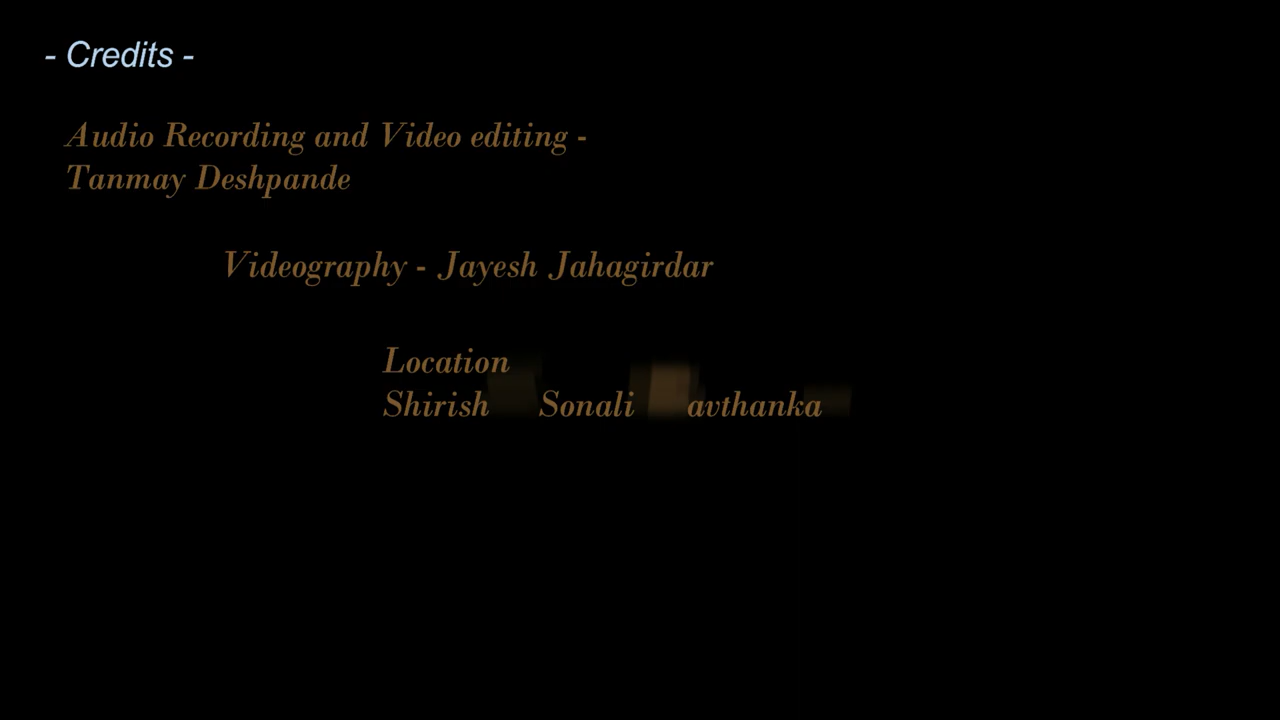 - Credits -
Audio Recording and Video editing -
Tanmay Deshpande
Videography - Jayesh Jahagirdar
Location
Shirish Sonali